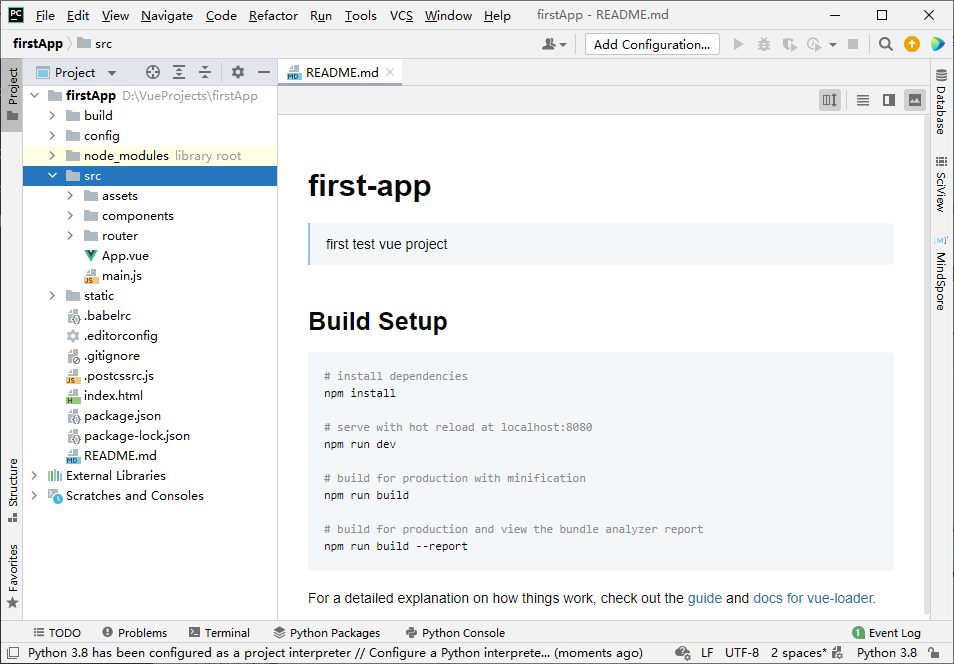 PC File Edit View Navigate Code Refactor Run Tools VCS Window Help firstApp - README.md
firstApp src Add Configuration...
Project
README.md
firstApp D:\VueProjects\firstApp
build
config
node_modules library root
src
assets
components
router
App.vue
main.js
static
.babelrc
.editorconfig
.gitignore
.postcssrc.js
index.html
package.json
package-lock.json
README.md
External Libraries
Scratches and Consoles
Project
Structure
Favorites
first-app
first test vue project
Build Setup
# install dependencies
npm install
# serve with hot reload at localhost:8080
npm run dev
# build for production with minification
npm run build
# build for production and view the bundle analyzer report
npm run build --report
For a detailed explanation on how things work, check out the guide and docs for vue-loader.
Database
SciView
MindSpore
TODO Problems Terminal Python Packages Python Console 1 Event Log
Python 3.8 has been configured as a project interpreter // Configure a Python interprete... (moments ago) LF UTF-8 2 spaces* Python 3.8